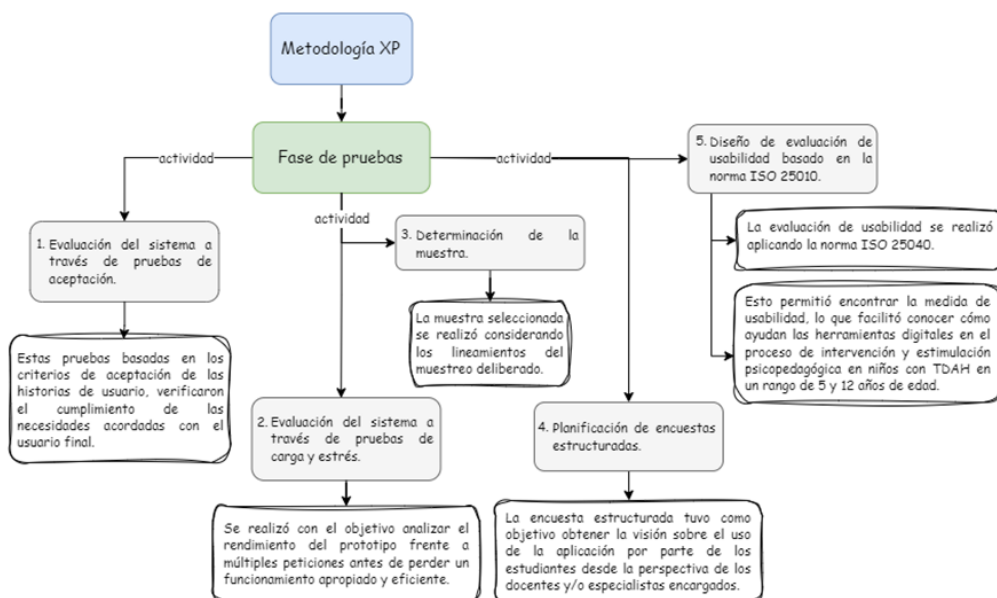 Metodología XP
Fase de pruebas
actividad
actividad
actividad
1. Evaluación del sistema a
través de pruebas de
aceptación.
Estas pruebas basadas en los
criterios de aceptación de las
historias de usuario, verificaron
el cumplimiento de las
necesidades acordadas con el
usuario final.
2. Evaluación del sistema a
través de pruebas de
carga y estrés.
Se realizó con el objetivo analizar el
rendimiento del prototipo frente a
múltiples peticiones antes de perder un
funcionamiento apropiado y eficiente.
3. Determinación de la
muestra.
La muestra seleccionada
se realizó considerando
los lineamientos del
muestreo deliberado.
4. Planificación de encuestas
estructuradas.
La encuesta estructurada tuvo como
objetivo obtener la visión sobre el uso
de la aplicación por parte de los
estudiantes desde la perspectiva de los
docentes y/o especialistas encargados.
5. Diseño de evaluación de
usabilidad basado en la
norma ISO 25010.
La evaluación de usabilidad se realizó
aplicando la norma ISO 25040.
Esto permitió encontrar la medida de
usabilidad, lo que facilitó conocer cómo
ayudan las herramientas digitales en el
proceso de intervención y estimulación
psicopedagógica en niños con TDAH en
un rango de 5 y 12 años de edad.